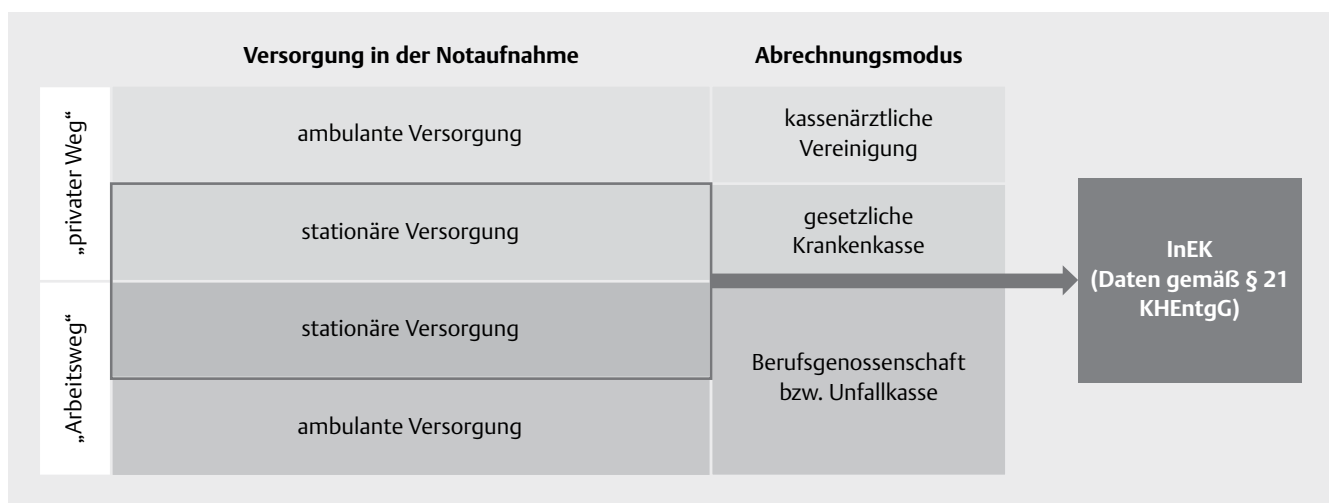 Versorgung in der Notaufnahme
Abrechnungsmodus
„privater Weg“
ambulante Versorgung
kassenärztliche
Vereinigung
stationäre Versorgung
gesetzliche
Krankenkasse
„Arbeitsweg“
stationäre Versorgung
Berufsgenossenschaft
bzw. Unfallkasse
ambulante Versorgung
InEK
(Daten gemäß § 21
KHEntgG)